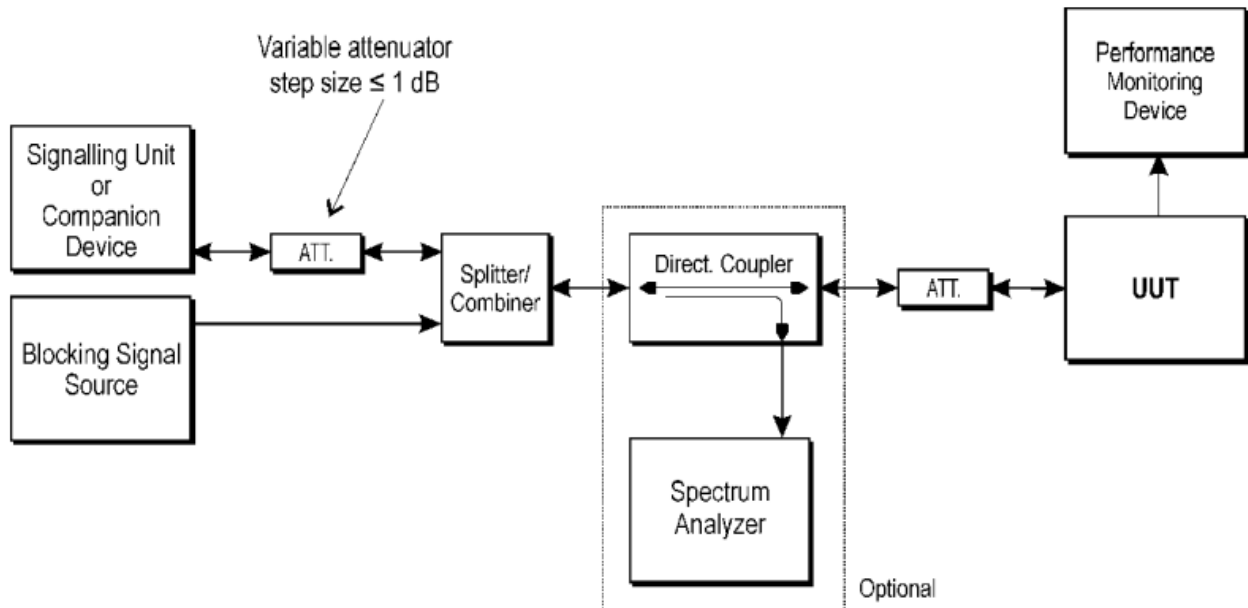 Variable attenuator
step size ≤ 1 dB
Performance
Monitoring
Device
Signalling Unit
or
Companion
Device
ATT.
Splitter/
Combiner
Direct. Coupler
ATT.
UUT
Blocking Signal
Source
Spectrum
Analyzer
Optional